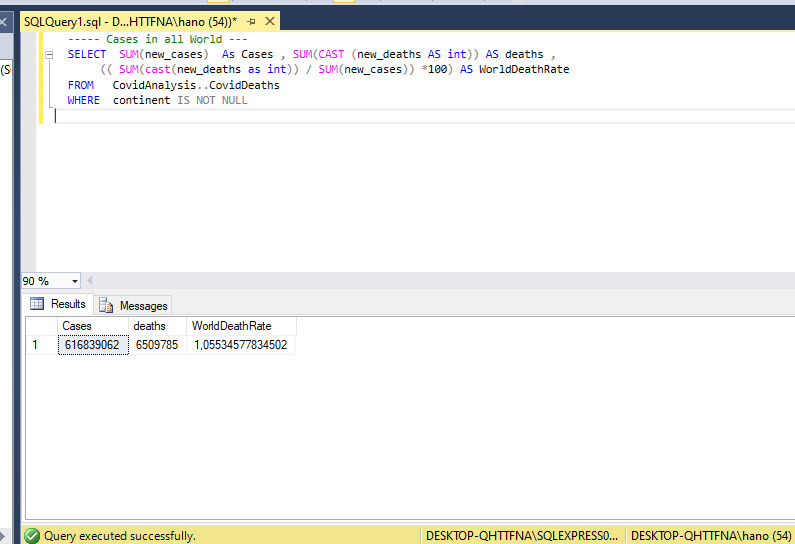 SQLQuery1.sql - D...HTTFNA\hano (54))*
----- Cases in all World ---
SELECT SUM(new_cases) As Cases , SUM(CAST (new_deaths AS int)) AS deaths ,
(( SUM(cast(new_deaths as int)) / SUM(new_cases)) *100) AS WorldDeathRate
FROM CovidAnalysis..CovidDeaths
WHERE continent IS NOT NULL
90 %
Results Messages
Cases deaths WorldDeathRate
1 616839062 6509785 1,05534577834502
Query executed successfully. DESKTOP-QHTTFNA\SQLEXPRESS0... DESKTOP-QHTTFNA\hano (54)